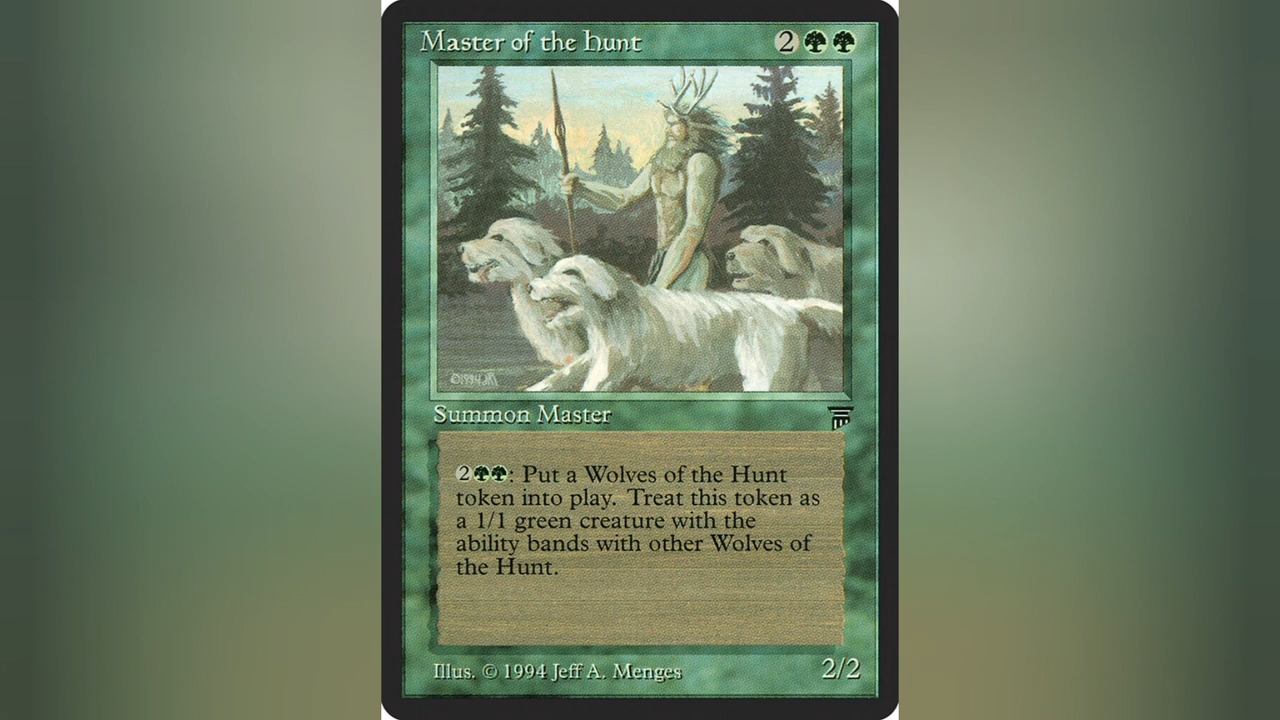 Master of the Hunt
2
©1994 JM
Summon Master
2: Put a Wolves of the Hunt
token into play. Treat this token as
a 1/1 green creature with the
ability bands with other Wolves of
the Hunt.
Illus. © 1994 Jeff A. Menges
2/2